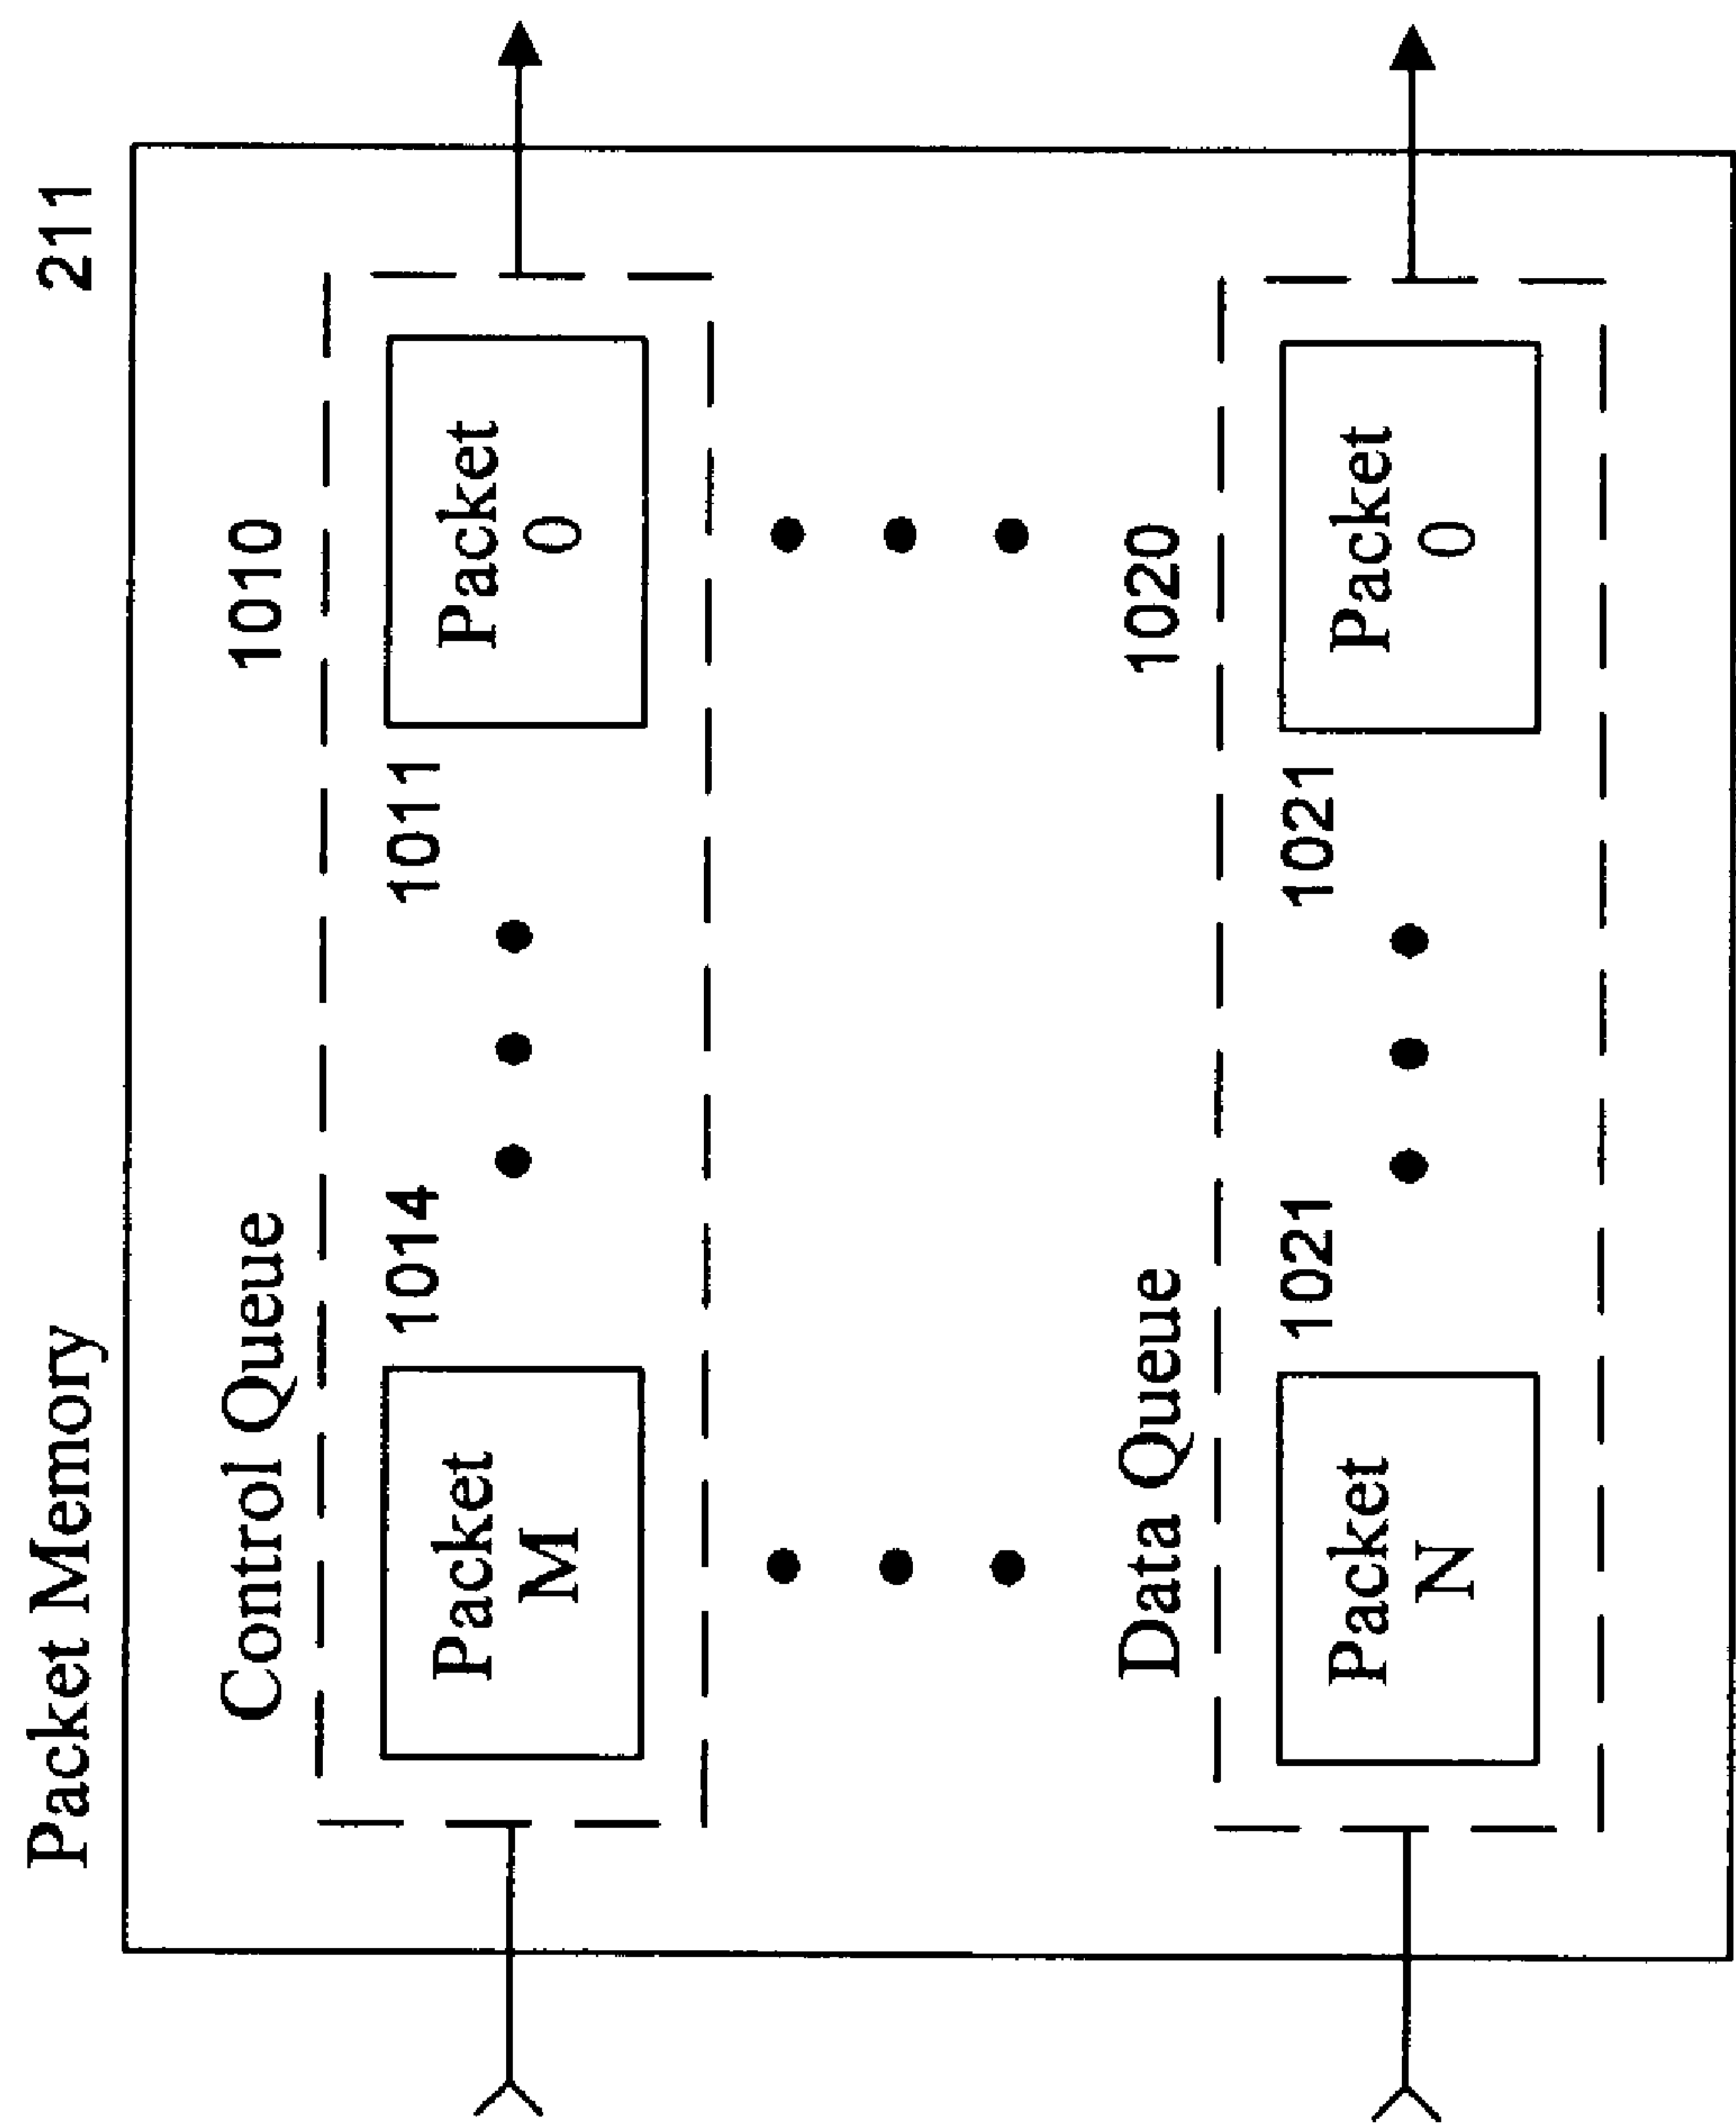 Packet Memory 211
Control Queue 1010
Packet
M
1014
1011
Packet
0
Data Queue 1020
Packet
N
1021
1021
Packet
0